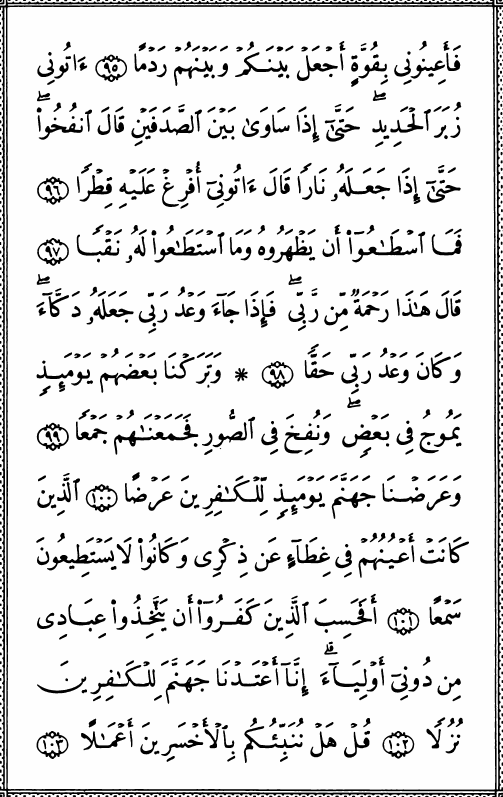 فَأَعِينُونِى بِقُوَّةٍ أَجْعَلْ بَيْنَكُمْ وَبَيْنَهُمْ رَدْمًا ۝٩٥ ءَاتُونِى
زُبَرَ ٱلْحَدِيدِ ۖ حَتَّىٰٓ إِذَا سَاوَىٰ بَيْنَ ٱلصَّدَفَيْنِ قَالَ ٱنفُخُوا۟ ۖ
حَتَّىٰٓ إِذَا جَعَلَهُۥ نَارًا قَالَ ءَاتُونِىٓ أُفْرِغْ عَلَيْهِ قِطْرًا ۝٩٦
فَمَا ٱسْطَـٰعُوٓا۟ أَن يَظْهَرُوهُ وَمَا ٱسْتَطَـٰعُوا۟ لَهُۥ نَقْبًا ۝٩٧
قَالَ هَـٰذَا رَحْمَةٌ مِّن رَّبِّى ۖ فَإِذَا جَآءَ وَعْدُ رَبِّى جَعَلَهُۥ دَكَّآءَ ۖ
وَكَانَ وَعْدُ رَبِّى حَقًّا ۝٩٨ * وَتَرَكْنَا بَعْضَهُمْ يَوْمَئِذٍ
يَمُوجُ فِى بَعْضٍ ۖ وَنُفِخَ فِى ٱلصُّورِ فَجَمَعْنَـٰهُمْ جَمْعًا ۝٩٩
وَعَرَضْنَا جَهَنَّمَ يَوْمَئِذٍ لِّلْكَـٰفِرِينَ عَرْضًا ۝١٠٠ ٱلَّذِينَ
كَانَتْ أَعْيُنُهُمْ فِى غِطَآءٍ عَن ذِكْرِى وَكَانُوا۟ لَا يَسْتَطِيعُونَ
سَمْعًا ۝١٠١ أَفَحَسِبَ ٱلَّذِينَ كَفَرُوٓا۟ أَن يَتَّخِذُوا۟ عِبَادِى
مِن دُونِىٓ أَوْلِيَآءَ ۚ إِنَّآ أَعْتَدْنَا جَهَنَّمَ لِلْكَـٰفِرِينَ
نُزُلًا ۝١٠٢ قُلْ هَلْ نُنَبِّئُكُم بِٱلْأَخْسَرِينَ أَعْمَـٰلًا ۝١٠٣